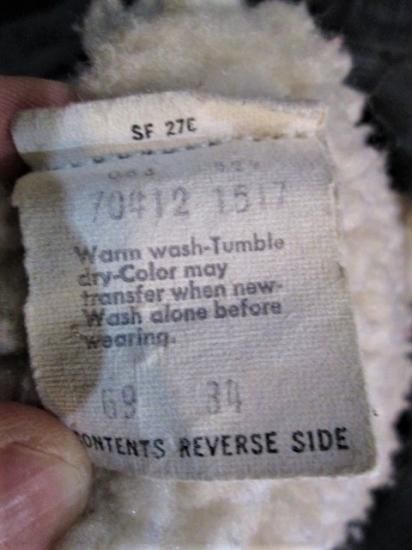 SF 27E
70412 1517
Warm wash-Tumble
dry-Color may
transfer when new-
Wash alone before
wearing.
69 34
CONTENTS REVERSE SIDE